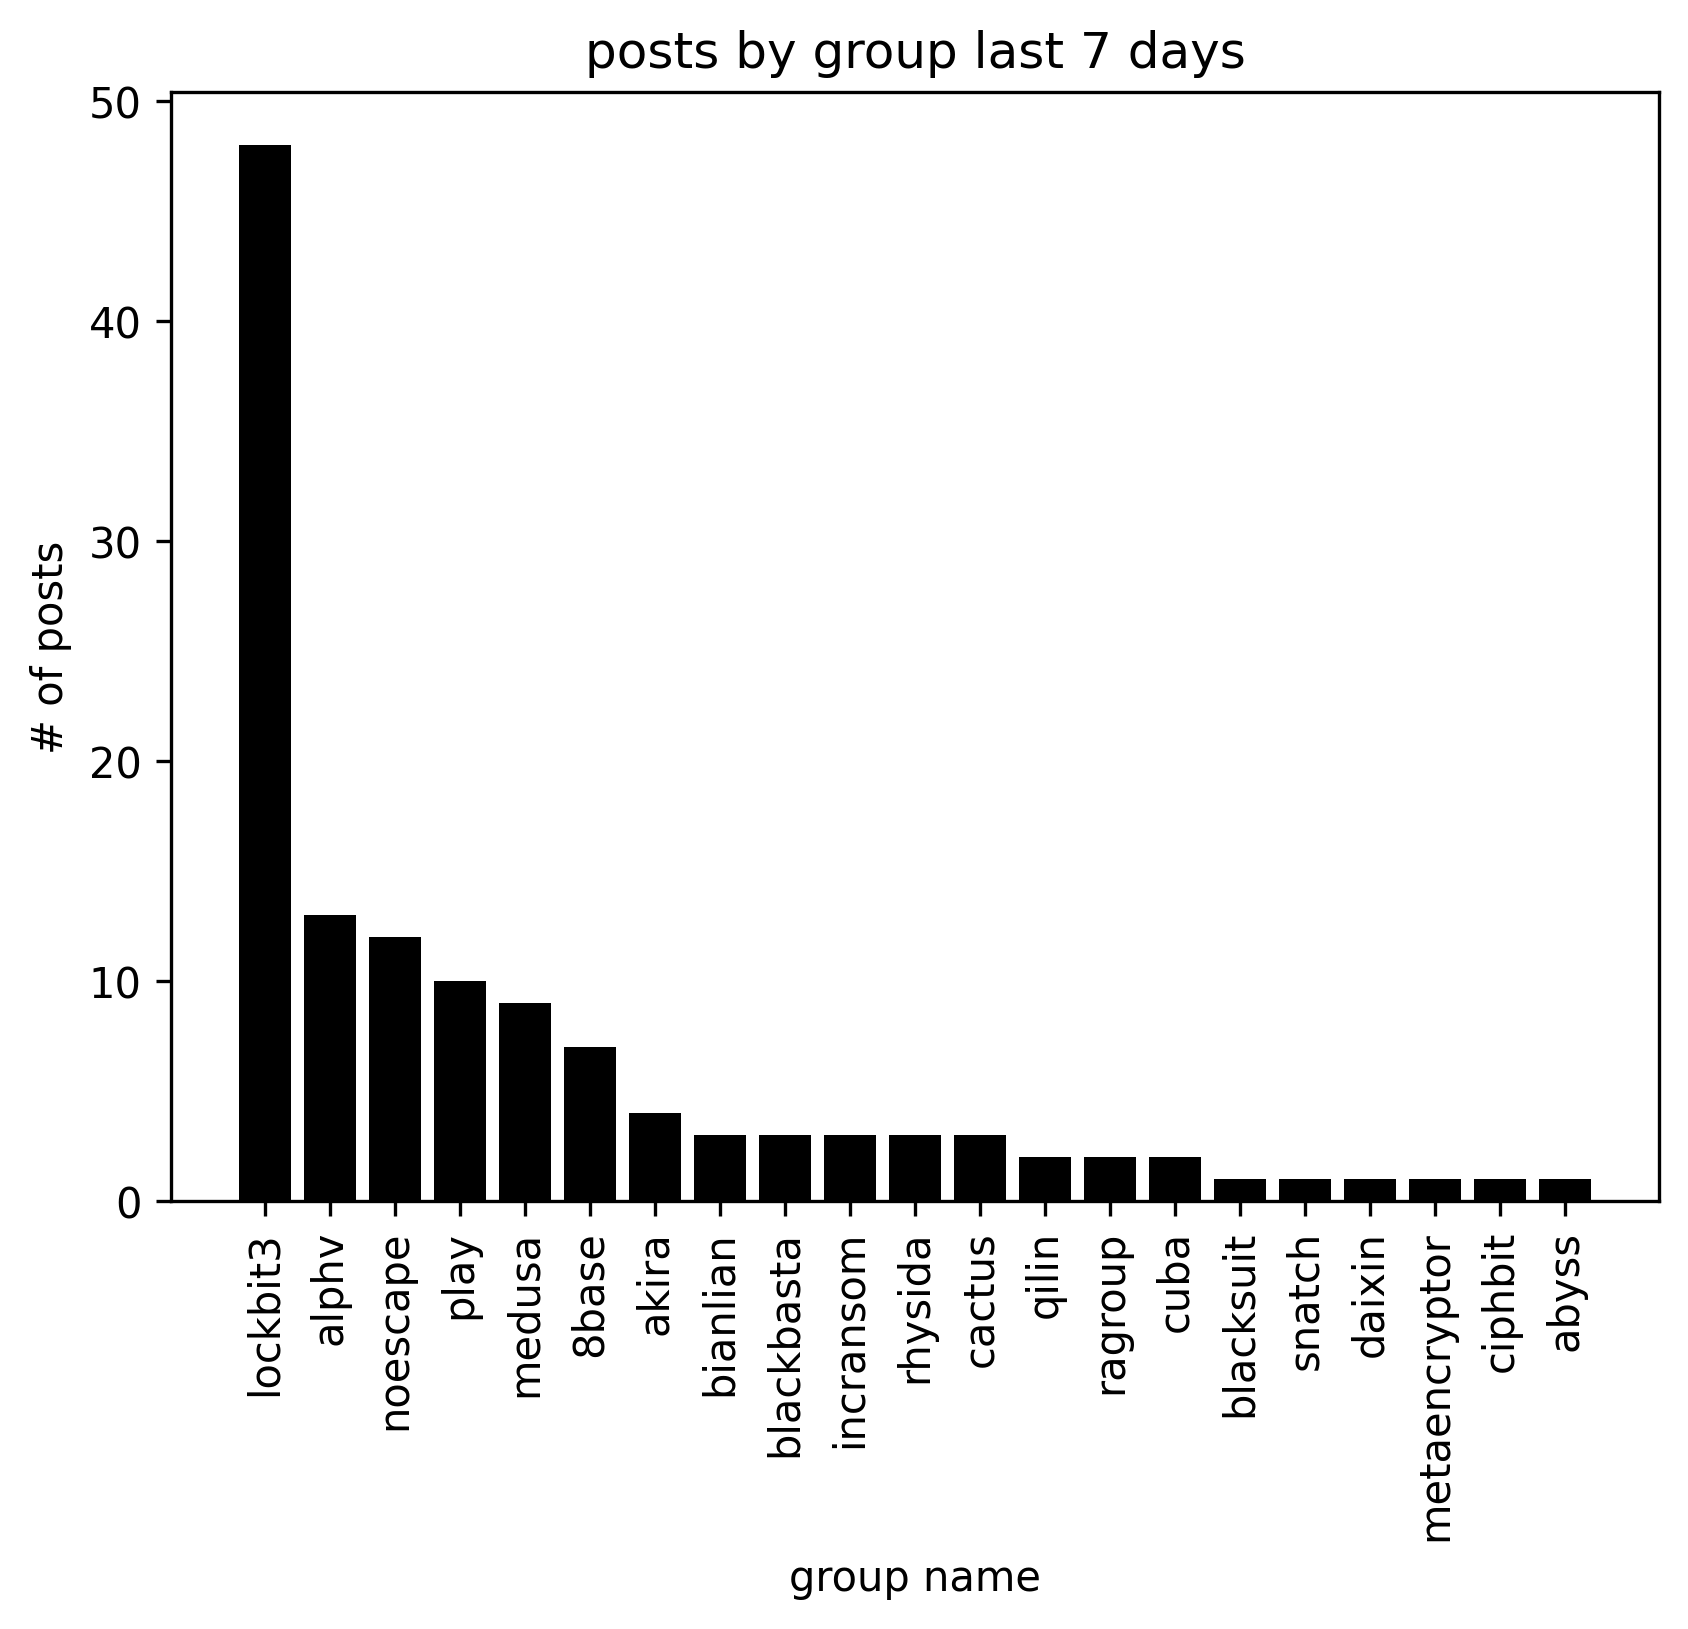 posts by group last 7 days
50
40
30
20
10
0
# of posts
lockbit3
alphv
noescape
play
medusa
8base
akira
bianlian
blackbasta
incransom
rhysida
cactus
qilin
ragroup
cuba
blacksuit
snatch
daixin
metaencryptor
ciphbit
abyss
group name